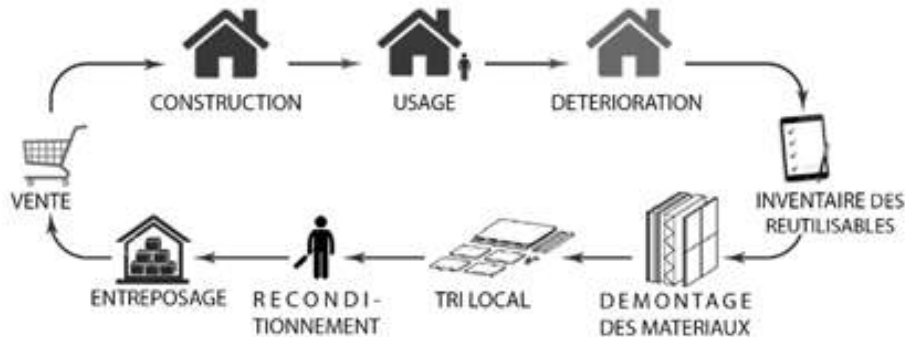 CONSTRUCTION
USAGE
DETERIORATION
VENTE
INVENTAIRE DES
REUTILISABLES
ENTREPOSAGE
RECONDI-
TIONNEMENT
TRI LOCAL
DEMONTAGE
DES MATERIAUX